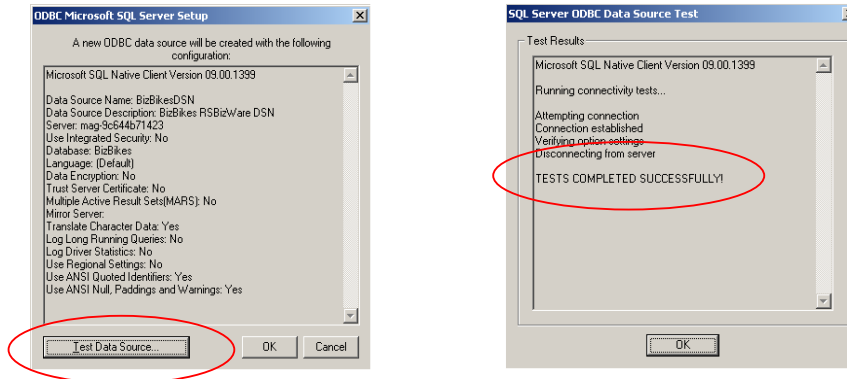 ODBC Microsoft SQL Server Setup
A new ODBC data source will be created with the following
configuration:
Microsoft SQL Native Client Version 09.00.1399
Data Source Name: BizBikesDSN
Data Source Description: BizBikes RSBizWare DSN
Server: mag-9c644b71423
Use Integrated Security: No
Database: BizBikes
Language: (Default)
Data Encryption: No
Trust Server Certificate: No
Multiple Active Result Sets(MARS): No
Mirror Server:
Translate Character Data: Yes
Log Long Running Queries: No
Log Driver Statistics: No
Use Regional Settings: No
Use ANSI Quoted Identifiers: Yes
Use ANSI Null, Paddings and Warnings: Yes
Test Data Source...
OK
Cancel
SQL Server ODBC Data Source Test
Test Results
Microsoft SQL Native Client Version 09.00.1399
Running connectivity tests...
Attempting connection
Connection established
Verifying option settings
Disconnecting from server
TESTS COMPLETED SUCCESSFULLY!
OK